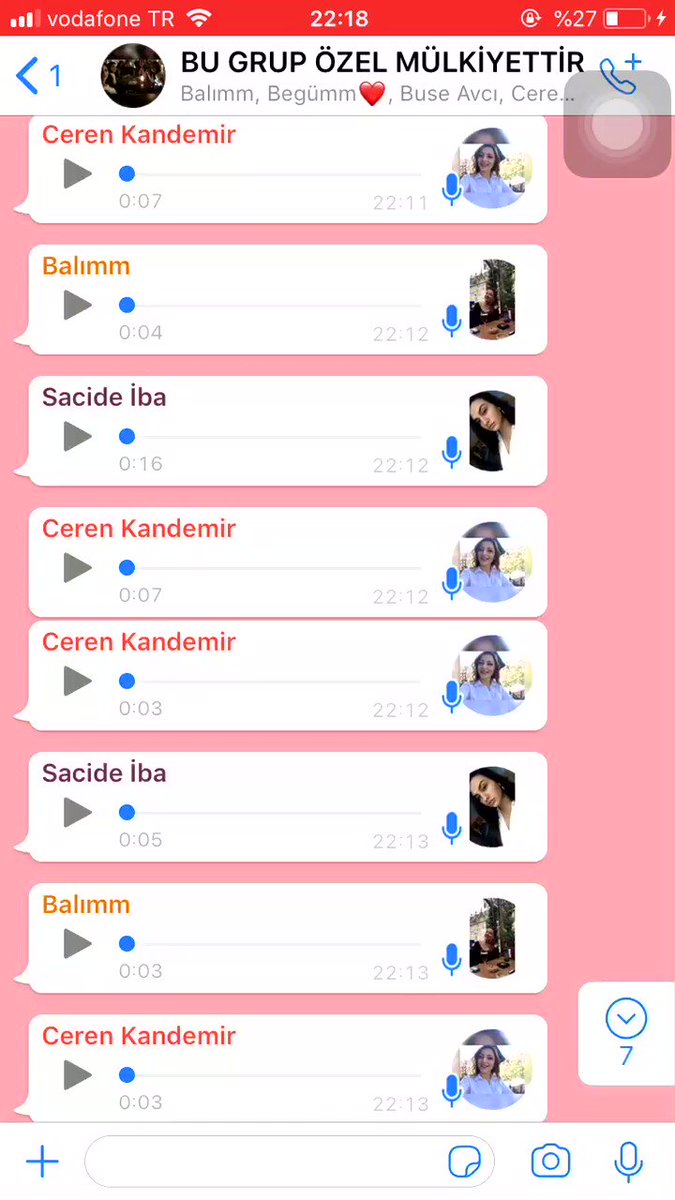 vodafone TR 22:18 %27
1 BU GRUP ÖZEL MÜLKİYETTİR
Balımm, Begümm❤️, Buse Avcı, Cere...
Ceren Kandemir
0:07 22:11
Balımm
0:04 22:12
Sacide İba
0:16 22:12
Ceren Kandemir
0:07 22:12
Ceren Kandemir
0:03 22:12
Sacide İba
0:05 22:13
Balımm
0:03 22:13
Ceren Kandemir
0:03 22:13
7